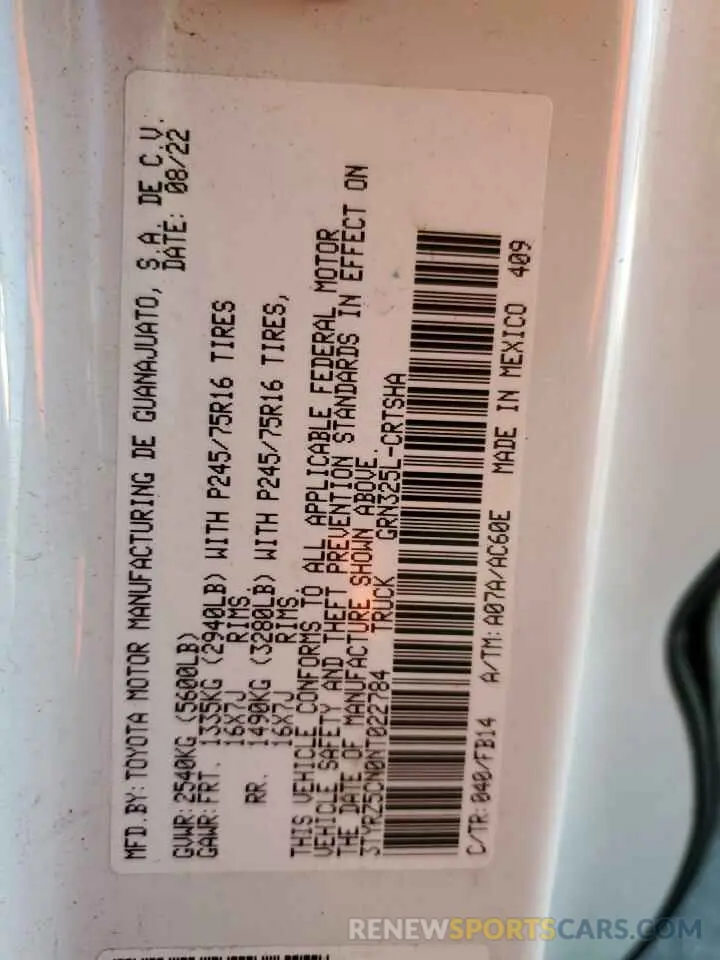 MFD.BY:TOYOTA MOTOR MANUFACTURING DE GUANAJUATO, S.A. DE C.V.
DATE: 08/22
GVWR:2540KG (5600LB)
GAWR:FRT. 1335KG (2940LB) WITH P245/75R16 TIRES
16X7J RIMS.
RR. 1490KG (3280LB) WITH P245/75R16 TIRES,
16X7J RIMS.
THIS VEHICLE CONFORMS TO ALL APPLICABLE FEDERAL MOTOR
VEHICLE SAFETY AND THEFT PREVENTION STANDARDS IN EFFECT ON
THE DATE OF MANUFACTURE SHOWN ABOVE.
3TYRZ5CN0NT022784 TRUCK GRN325L-CRTSHA
C/TR:040/FB14 A/TM:A07A/AC60E MADE IN MEXICO 409
RENEWSPORTSCARS.COM